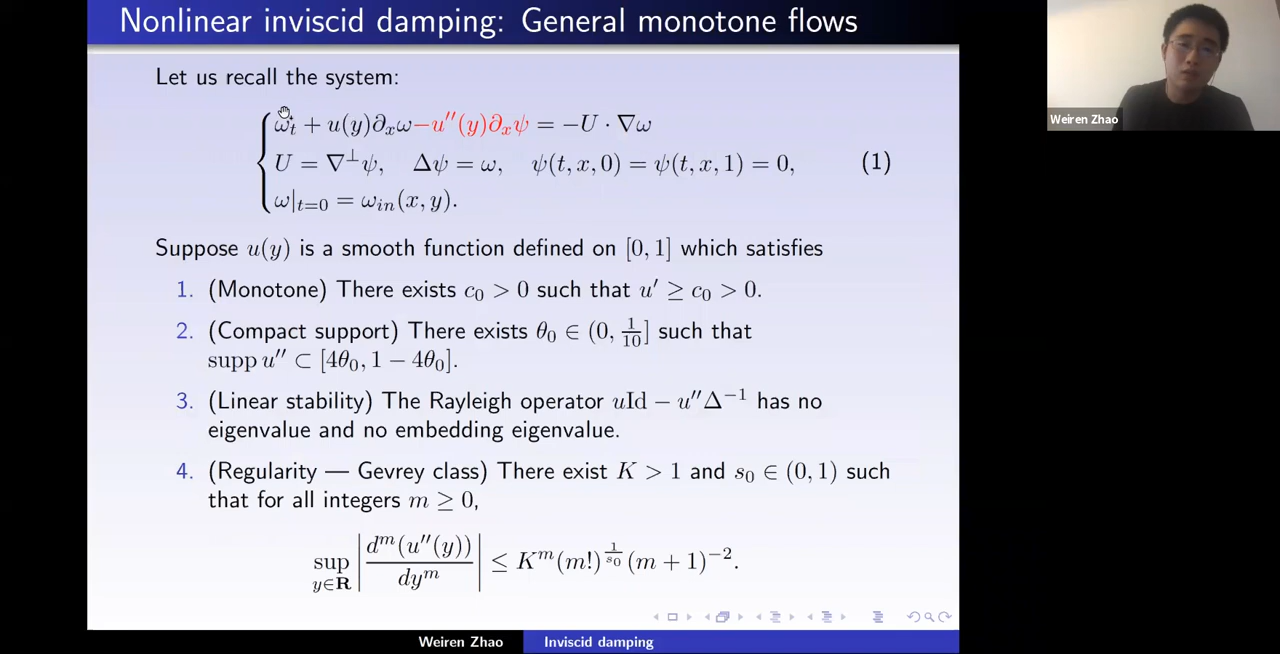 Nonlinear inviscid damping: General monotone flows
Weiren Zhao
Let us recall the system:
ω_t + u(y)∂_xω−u″(y)∂_xψ = −U · ∇ω
U = ∇^⊥ψ, Δψ = ω, ψ(t, x, 0) = ψ(t, x, 1) = 0, (1)
ω|_{t=0} = ω_{in}(x, y).
Suppose u(y) is a smooth function defined on [0, 1] which satisfies
1. (Monotone) There exists c_0 > 0 such that u′ ≥ c_0 > 0.
2. (Compact support) There exists θ_0 ∈ (0, 1/10] such that
supp u″ ⊂ [4θ_0, 1 − 4θ_0].
3. (Linear stability) The Rayleigh operator uId − u″Δ^{−1} has no
eigenvalue and no embedding eigenvalue.
4. (Regularity — Gevrey class) There exist K > 1 and s_0 ∈ (0, 1) such
that for all integers m ≥ 0,
sup_{y∈R} |d^m(u″(y))/dy^m| ≤ K^m(m!)^{1/s_0}(m + 1)^{−2}.
Weiren Zhao Inviscid damping